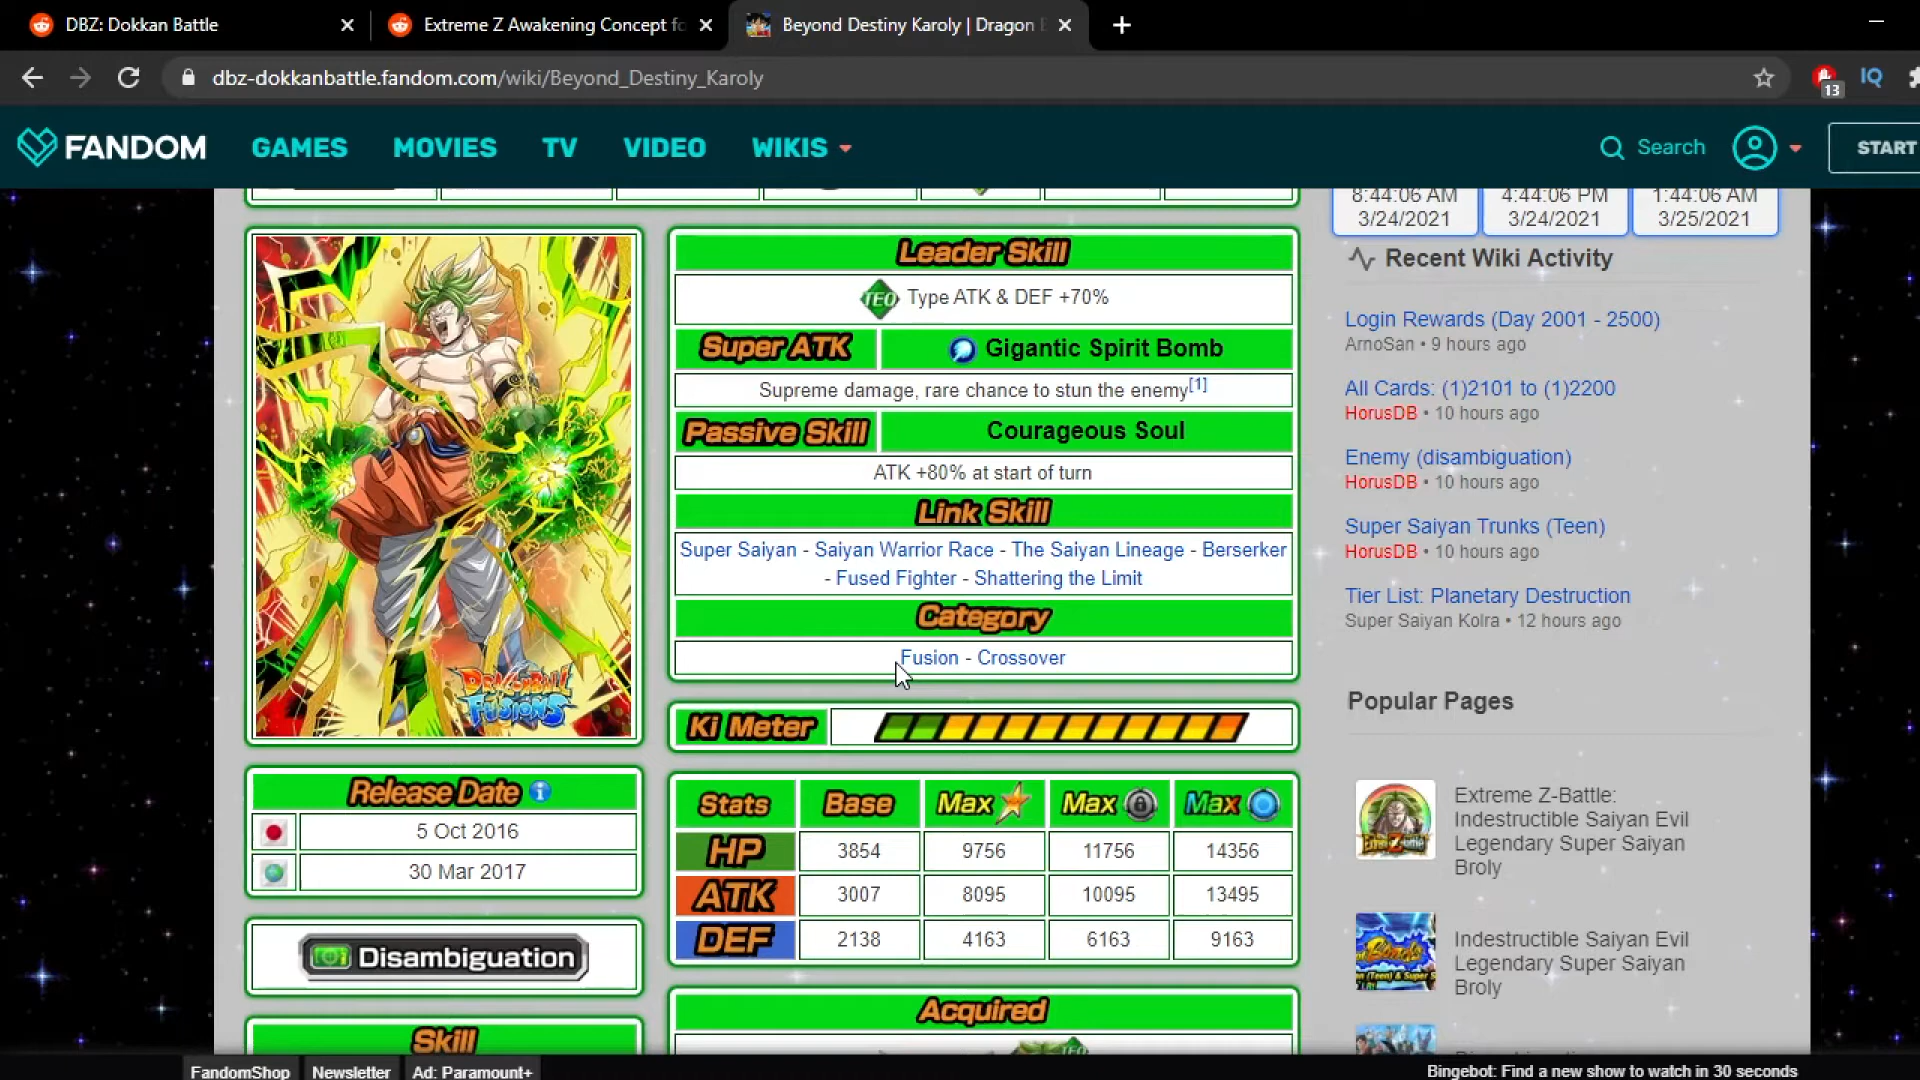 DBZ: Dokkan Battle
Extreme Z Awakening Concept fo
Beyond Destiny Karoly | Dragon B
dbz-dokkanbattle.fandom.com/wiki/Beyond_Destiny_Karoly
13
IQ
FANDOM
GAMES
MOVIES
TV
VIDEO
WIKIS
Search
START
8:44:06 AM
3/24/2021
4:44:06 PM
3/24/2021
1:44:06 AM
3/25/2021
Leader Skill
TEQ Type ATK & DEF +70%
Super ATK
Gigantic Spirit Bomb
Supreme damage, rare chance to stun the enemy[1]
Passive Skill
Courageous Soul
ATK +80% at start of turn
Link Skill
Super Saiyan - Saiyan Warrior Race - The Saiyan Lineage - Berserker
- Fused Fighter - Shattering the Limit
Category
Fusion - Crossover
Ki Meter
DRAGONBALL
FUSIONS
Release Date
5 Oct 2016
30 Mar 2017
Disambiguation
Skill
Stats Base Max Max Max
HP 3854 9756 11756 14356
ATK 3007 8095 10095 13495
DEF 2138 4163 6163 9163
Acquired
TEQ
Recent Wiki Activity
Login Rewards (Day 2001 - 2500)
ArnoSan • 9 hours ago
All Cards: (1)2101 to (1)2200
HorusDB • 10 hours ago
Enemy (disambiguation)
HorusDB • 10 hours ago
Super Saiyan Trunks (Teen)
HorusDB • 10 hours ago
Tier List: Planetary Destruction
Super Saiyan Kolra • 12 hours ago
Popular Pages
Extreme Z-Battle:
Indestructible Saiyan Evil
Legendary Super Saiyan
Broly
Indestructible Saiyan Evil
Legendary Super Saiyan
Broly
FandomShop
Newsletter
Ad: Paramount+
Bingebot: Find a new show to watch in 30 seconds